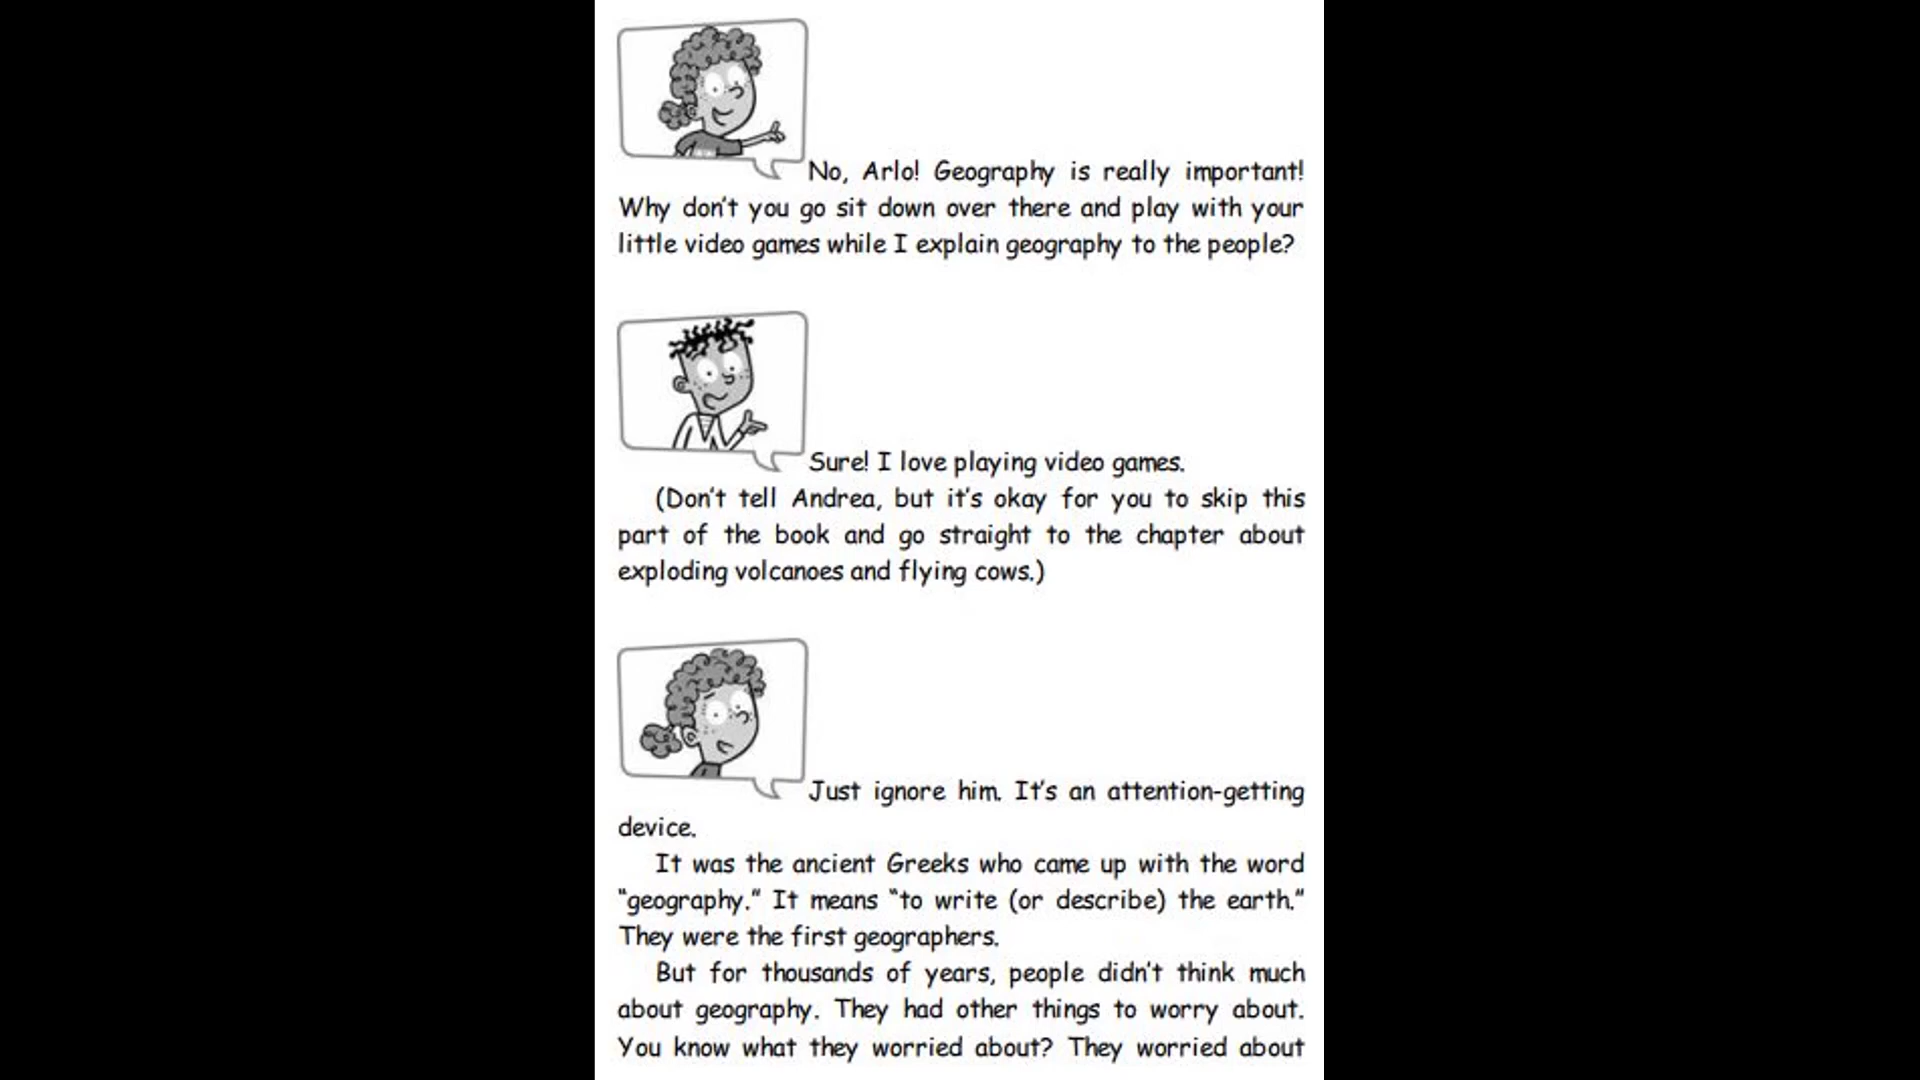 No, Arlo! Geography is really important!
Why don't you go sit down over there and play with your
little video games while I explain geography to the people?
Sure! I love playing video games.
(Don't tell Andrea, but it's okay for you to skip this
part of the book and go straight to the chapter about
exploding volcanoes and flying cows.)
Just ignore him. It's an attention-getting
device.
It was the ancient Greeks who came up with the word
“geography.” It means “to write (or describe) the earth.”
They were the first geographers.
But for thousands of years, people didn't think much
about geography. They had other things to worry about.
You know what they worried about? They worried about